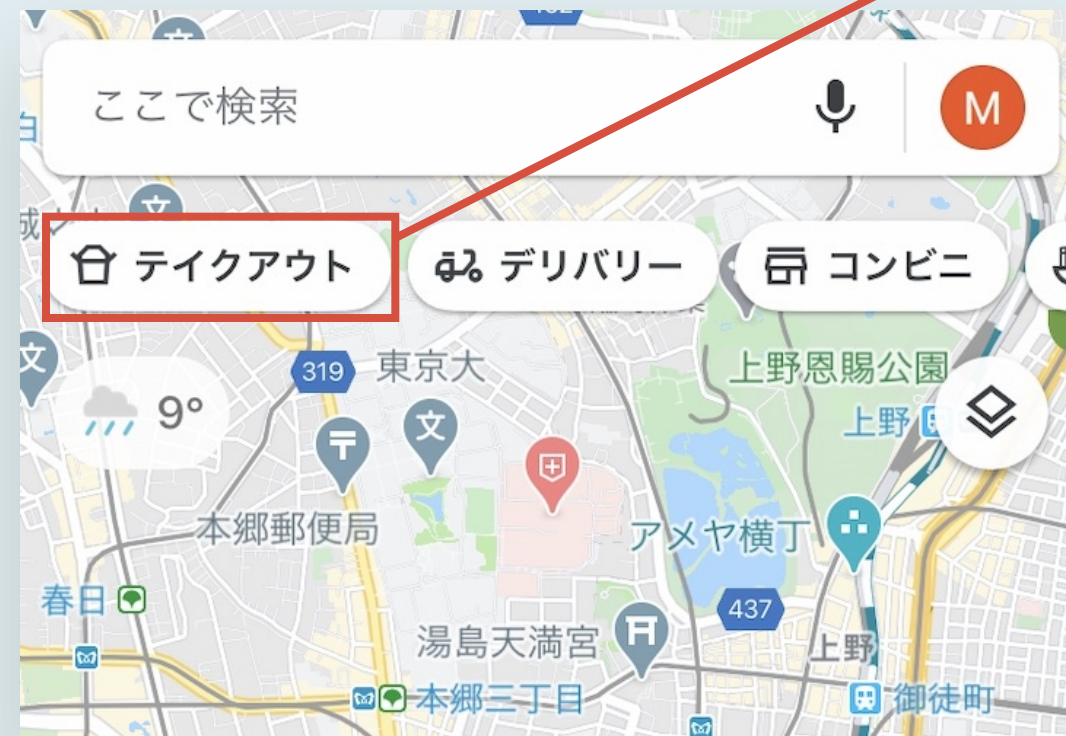 ここで検索
M
テイクアウト
デリバリー
コンビニ
文
319
東京大
上野恩賜公園
9°
上野
文
本郷郵便局
アメヤ横丁
春日
437
湯島天満宮
上野
本郷三丁目
御徒町